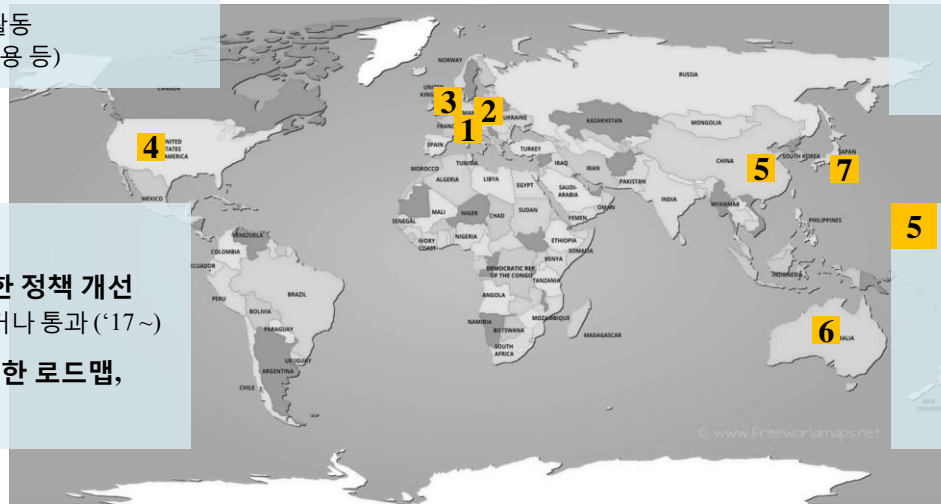 활동
용 등)
NORWAY
RUSSIA
CANADA
UNITED
KINGDOM
3
2
UKRAINE
KAZAKHSTAN
MONGOLIA
FRANCE
1
4
UNITED
STATES
AMERICA
SPAIN
TURKEY
CHINA
5
SOUTH KOREA
JAPAN
7
MOROCCO
TUNISIA
IRAQ
IRAN
ALGERIA
LIBYA
EGYPT
SAUDI
ARABIA
PAKISTAN
INDIA
MEXICO
OMAN
MYANMAR
MALI
NIGER
CHAD
SUDAN
YEMEN
SENEGAL
PHILIPPINES
5
VENEZUELA
IVORY
COAST
NIGERIA
ETHIOPIA
SOMALIA
COLOMBIA
KENYA
ECUADOR
DEMOCRATIC REP.
OF THE CONGO
TANZANIA
INDONESIA
한 정책 개선
PERU
BRAZIL
ANGOLA
거나 통과 (‘17 ~)
BOLIVIA
MOZAMBIQUE
NAMIBIA
BOTSWANA
MADAGASCAR
6
PARAGUAY
한 로드맵,
SOUTH
AFRICA
URUGUAY
ARGENTINA
CHILE
NEW
ZEALAND
© www.freeworldmaps.net